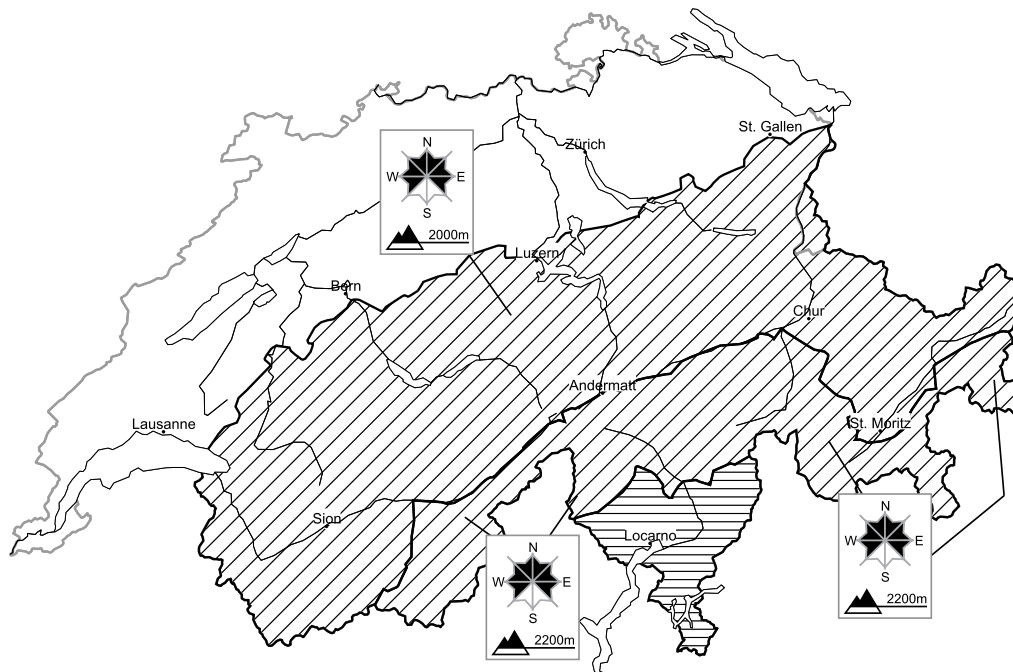 St. Gallen
Zürich
N
W E
S
2000m
Luzern
Bern
Chur
Andermatt
Lausanne
St. Moritz
Sion
N
W E
S
2200m
Locarno
N
W E
S
2200m